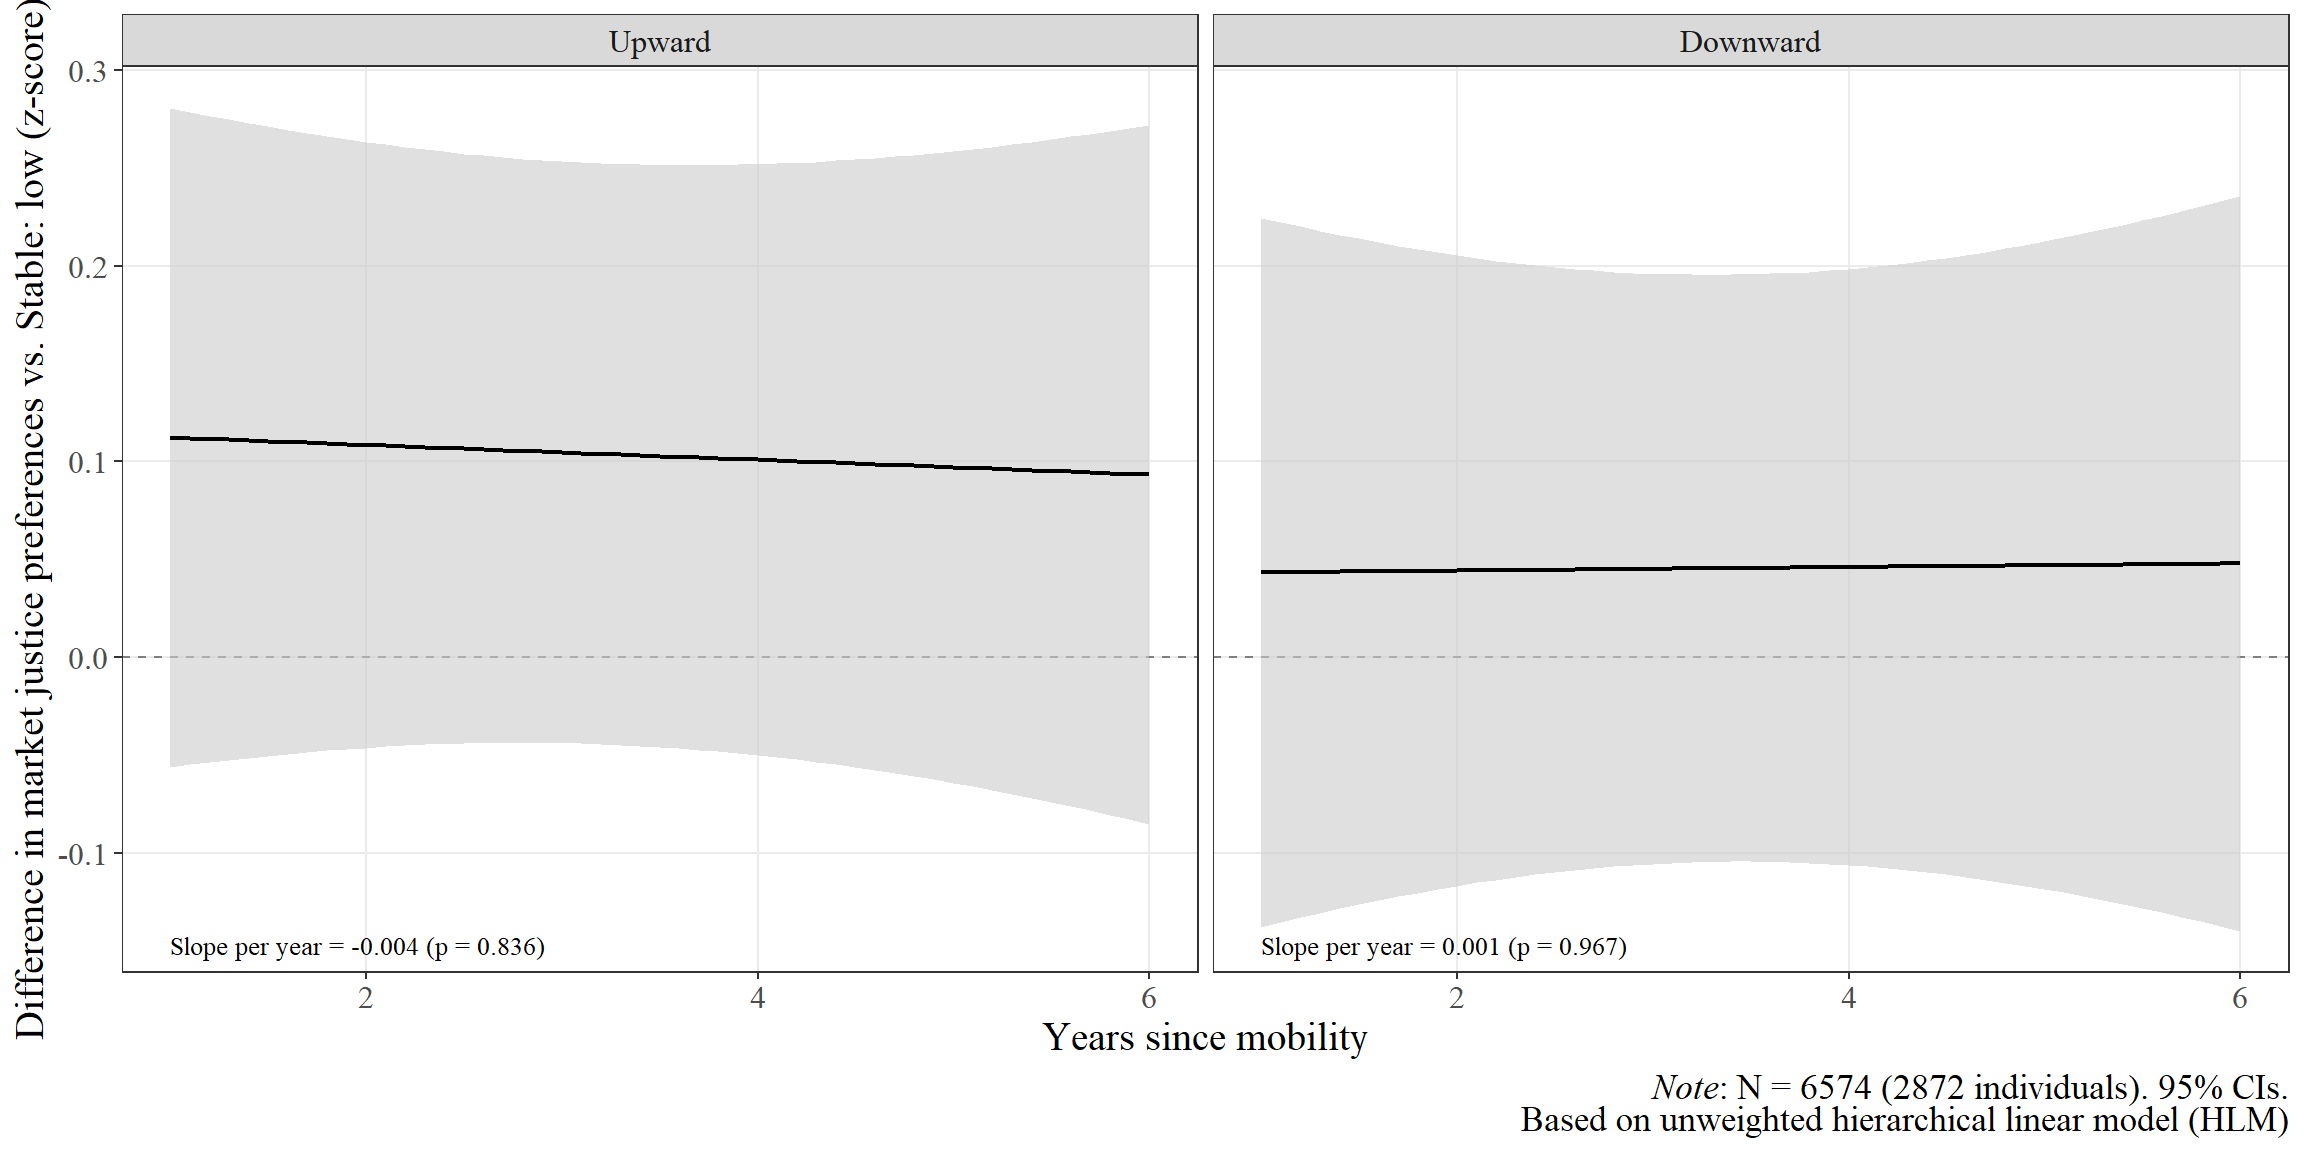 Upward
Downward
Difference in market justice preferences vs. Stable: low (z-score)
0.3
0.2
0.1
0.0
-0.1
Slope per year = -0.004 (p = 0.836)
Slope per year = 0.001 (p = 0.967)
2
4
6
2
4
6
Years since mobility
Note: N = 6574 (2872 individuals). 95% CIs.
Based on unweighted hierarchical linear model (HLM)